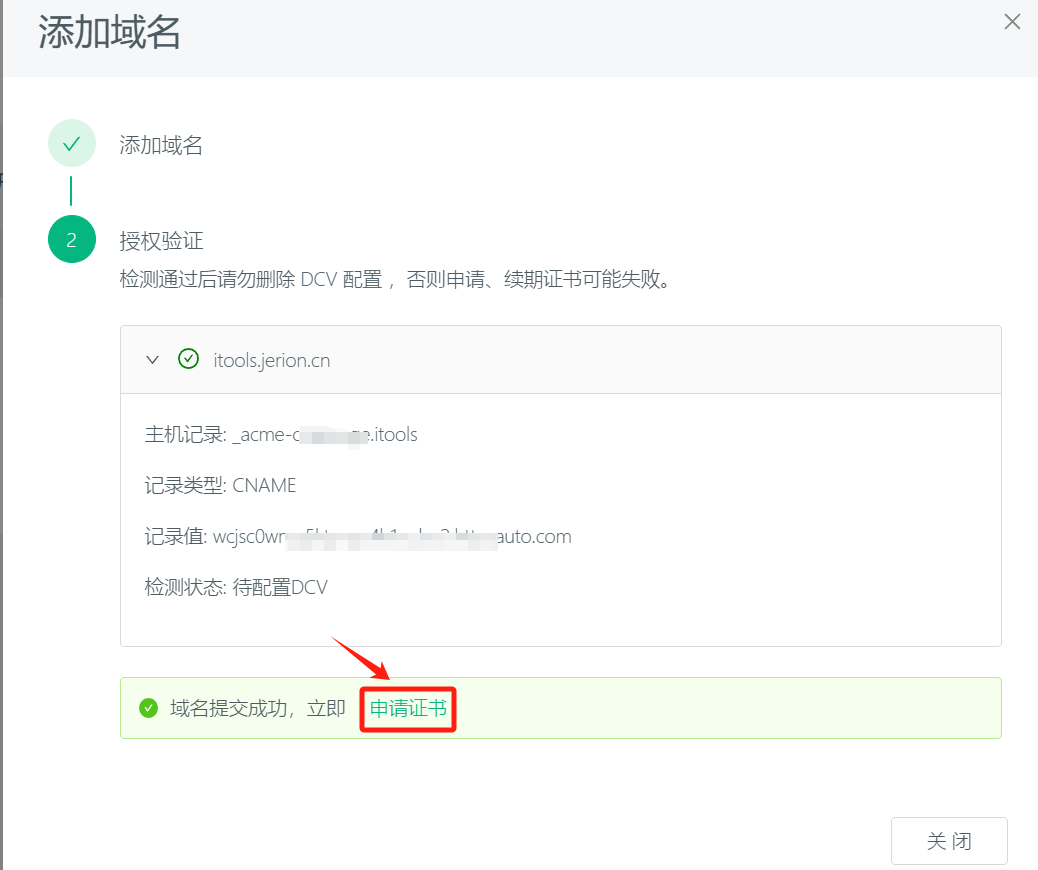 添加域名
添加域名
2
授权验证
检测通过后请勿删除 DCV 配置 ，否则申请、续期证书可能失败。
itools.jerion.cn
主机记录: _acme-c
.itools
记录类型: CNAME
记录值: wcjsc0wr
auto.com
检测状态: 待配置DCV
域名提交成功，立即 申请证书
关 闭